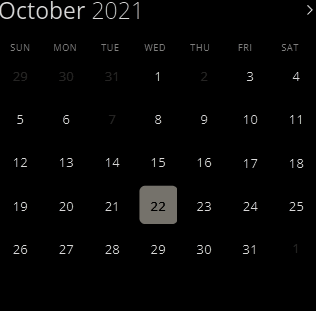 October 2021
SUN MON TUE WED THU FRI SAT
29 30 31 1 2 3 4
5 6 7 8 9 10 11
12 13 14 15 16 17 18
19 20 21 22 23 24 25
26 27 28 29 30 31 1